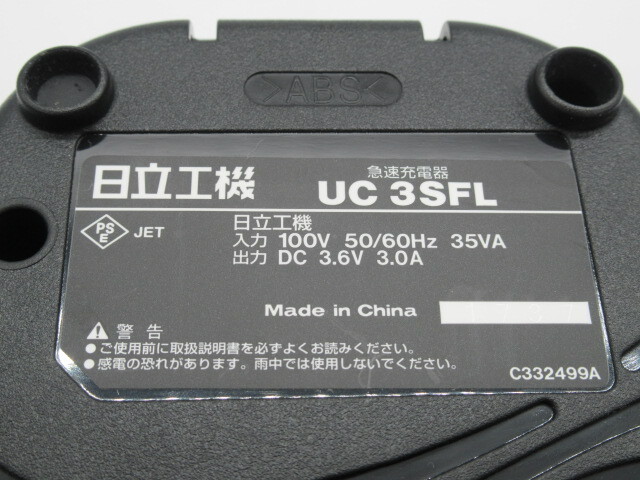 >ABS<
日立工機
急速充電器
UC 3SFL
PSE
JET
日立工機
入力 100V 50/60Hz 35VA
出力 DC 3.6V 3.0A
Made in China
警告
●ご使用前に取扱説明書を必ずよくお読みください。
●感電の恐れがあります。雨中では使用しないでください。
C332499A